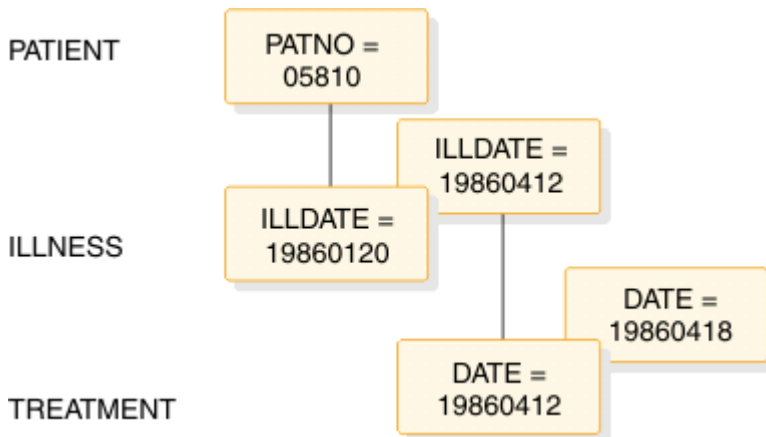 PATIENT
PATNO =
05810
ILLDATE =
19860412
ILLNESS
ILLDATE =
19860120
DATE =
19860418
TREATMENT
DATE =
19860412